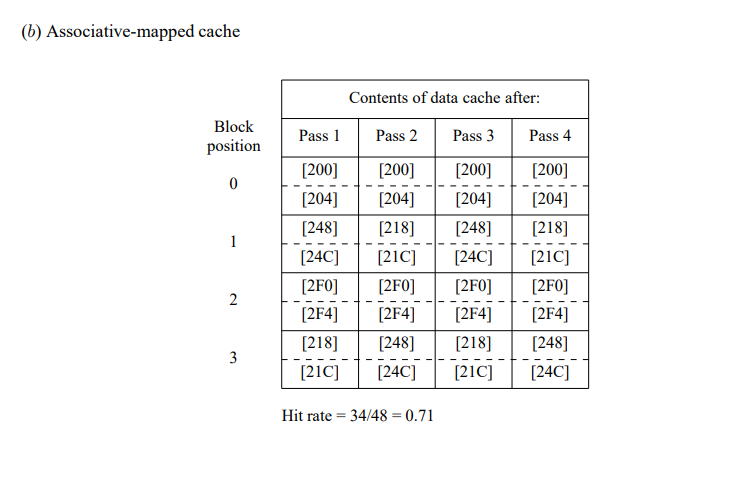 (b) Associative-mapped cache
Contents of data cache after:
Block
position
Pass 1 Pass 2 Pass 3 Pass 4
[200] [200] [200] [200]
0
[204] [204] [204] [204]
[248] [218] [248] [218]
1
[24C] [21C] [24C] [21C]
[2F0] [2F0] [2F0] [2F0]
2
[2F4] [2F4] [2F4] [2F4]
[218] [248] [218] [248]
3
[21C] [24C] [21C] [24C]
Hit rate = 34/48 = 0.71